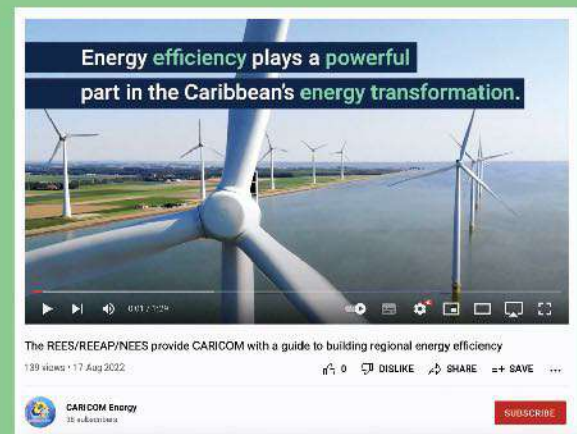 Energy efficiency plays a powerful
part in the Caribbean's energy transformation.
0:01 / 1:29
The REES/REEAP/NEES provide CARICOM with a guide to building regional energy efficiency
139 views • 17 Aug 2022
0 DISLIKE SHARE =+ SAVE ...
CARICOM Energy
subscribers
SUBSCRIBE